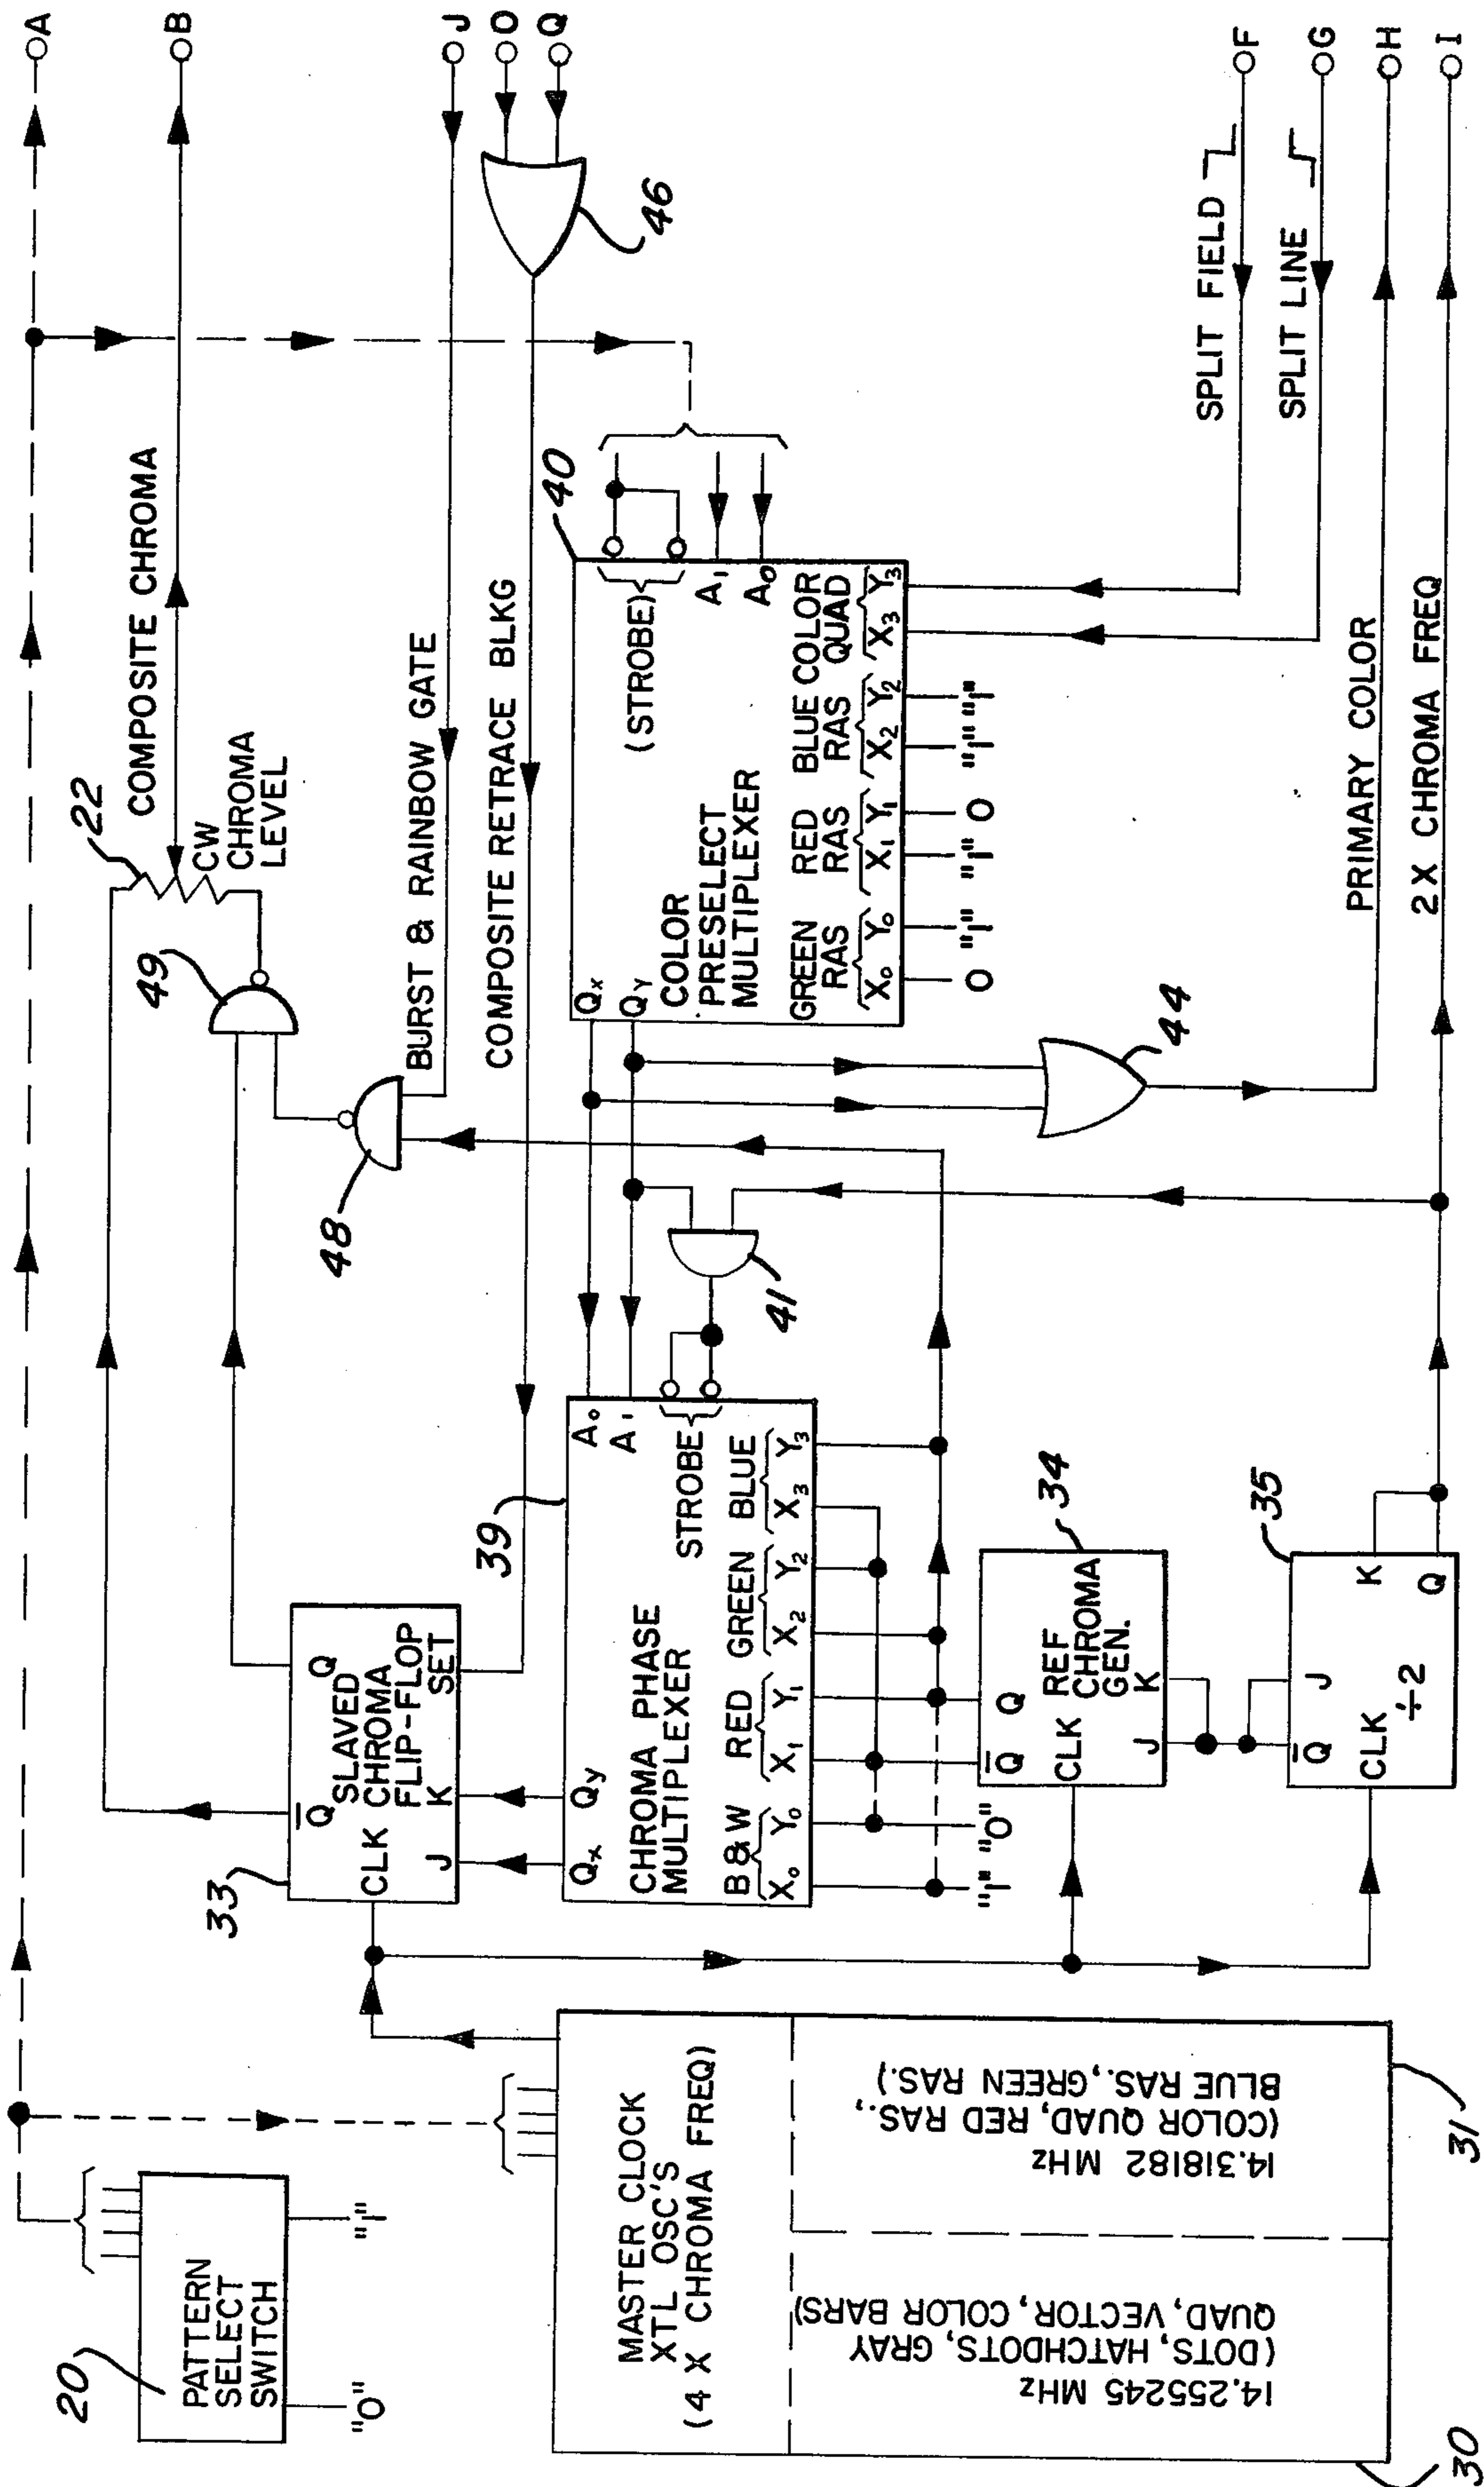 A
B
J
O
Q
F
G
H
I
COMPOSITE CHROMA
22
CW
CHROMA
LEVEL
BURST & RAINBOW GATE
COMPOSITE RETRACE BLKG
46
49
48
SPLIT FIELD
SPLIT LINE
PRIMARY COLOR
2 X CHROMA FREQ
40
(STROBE)
A₁
A₀
Qₓ
Qᵧ
COLOR
PRESELECT
MULTIPLEXER
GREEN RAS
RED RAS
BLUE RAS
COLOR QUAD
X₀ Y₀ X₁ Y₁ X₂ Y₂ X₃ Y₃
O "1" "1" O "1" "1"
44
41
33
Q̅
Q
SLAVED
CHROMA
FLIP-FLOP
CLK
J
K
SET
39
Qₓ
Qy
A₀
A₁
STROBE
CHROMA PHASE
MULTIPLEXER
B & W
RED
GREEN
BLUE
X₀ Y₀ X₁ Y₁ X₂ Y₂ X₃ Y₃
"1" "0"
34
Q̅
Q
CLK
REF
CHROMA
GEN.
J
K
35
Q̅
J
K
Q
CLK
÷2
20
PATTERN
SELECT
SWITCH
"0"
"1"
MASTER CLOCK
XTL OSC'S
(4 X CHROMA FREQ)
14.255245 MHz
(DOTS, HATCHDOTS, GRAY
QUAD, VECTOR, COLOR BARS)
14.318182 MHz
(COLOR QUAD, RED RAS.,
BLUE RAS., GREEN RAS.)
30
31